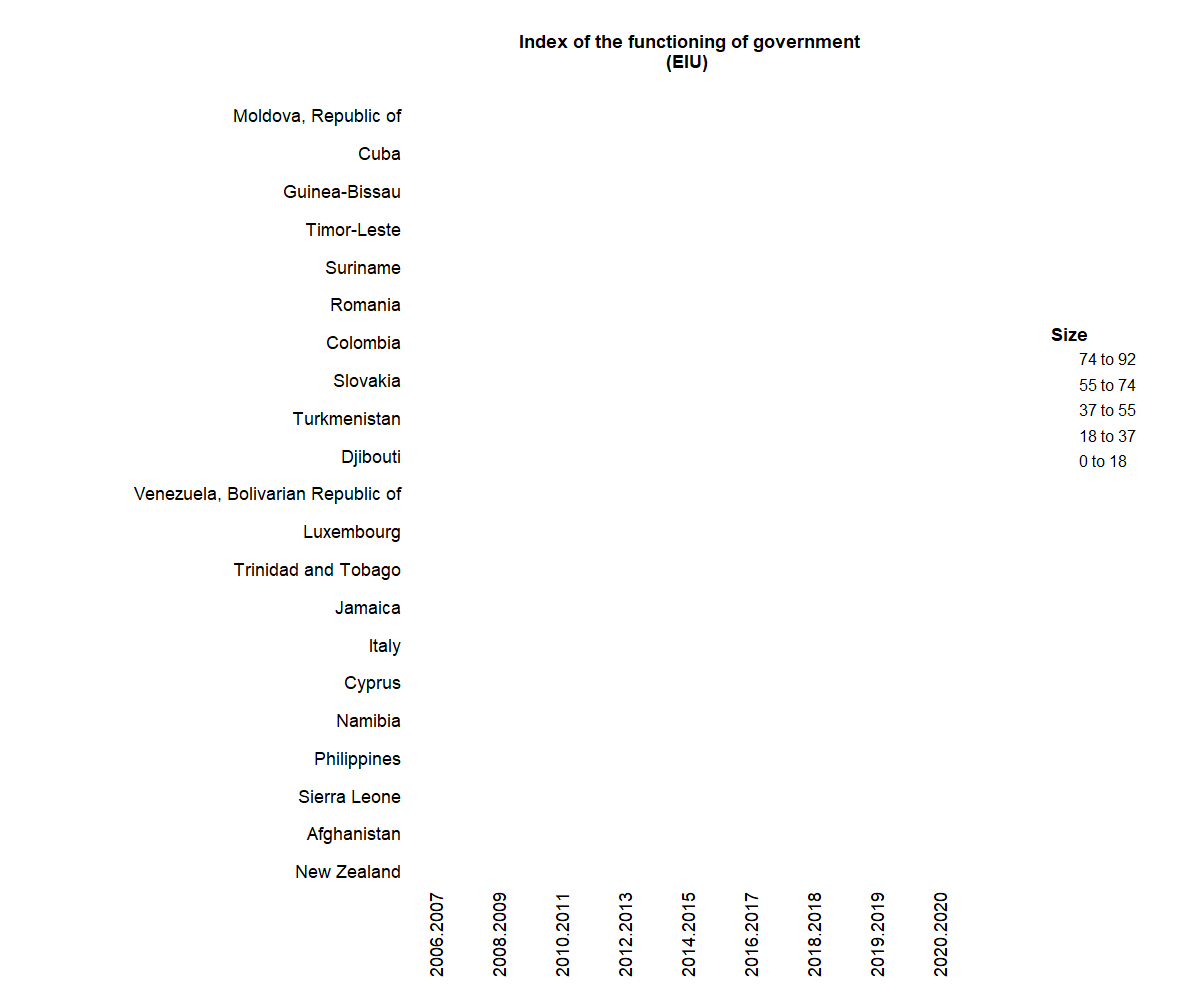 Index of the functioning of government
(EIU)
Moldova, Republic of
Cuba
Guinea-Bissau
Timor-Leste
Suriname
Romania
Colombia
Slovakia
Turkmenistan
Djibouti
Venezuela, Bolivarian Republic of
Luxembourg
Trinidad and Tobago
Jamaica
Italy
Cyprus
Namibia
Philippines
Sierra Leone
Afghanistan
New Zealand
2006.2007
2008.2009
2010.2011
2012.2013
2014.2015
2016.2017
2018.2018
2019.2019
2020.2020
Size
74 to 92
55 to 74
37 to 55
18 to 37
0 to 18